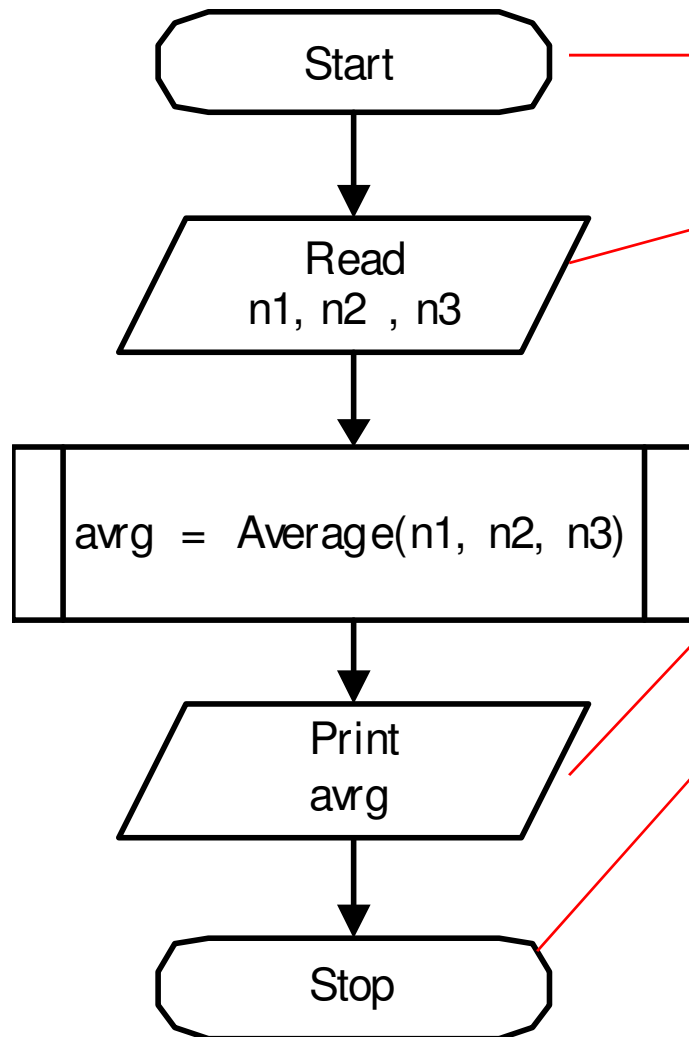 Start
Read
n1, n2 , n3
avrg = Average(n1, n2, n3)
Print
avrg
Stop